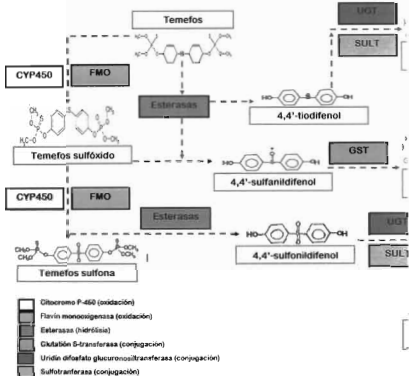 Temefos
UGT
SULT
CYP450
FMO
Esterasas
4,4'-tiodifenol
Temefos sulfóxido
GST
4,4'-sulfanildifenol
CYP450
FMO
Esterasas
UGT
SULT
4,4'-sulfonildifenol
Temefos sulfona
Citocromo P-450 (oxidación)
Flavín monooxigenasa (oxidación)
Esterasas (hidrólisis)
Glutatión S-transferasa (conjugación)
Uridin difosfato glucuronosiltransferasa (conjugación)
Sulfotranferasa (conjugación)